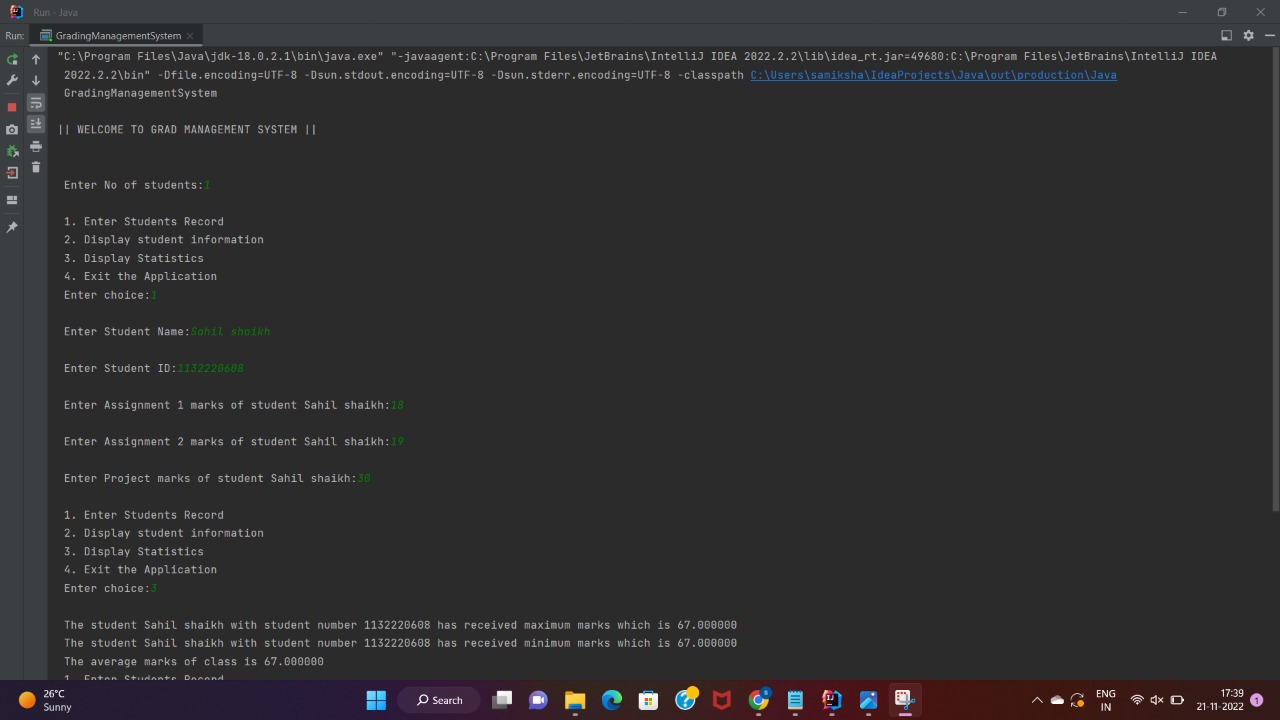 Run - Java
Run: GradingManagementSystem
"C:\Program Files\Java\jdk-18.0.2.1\bin\java.exe" "-javaagent:C:\Program Files\JetBrains\IntelliJ IDEA 2022.2.2\lib\idea_rt.jar=49680:C:\Program Files\JetBrains\IntelliJ IDEA
2022.2.2\bin" -Dfile.encoding=UTF-8 -Dsun.stdout.encoding=UTF-8 -Dsun.stderr.encoding=UTF-8 -classpath C:\Users\samiksha\IdeaProjects\Java\out\production\Java
GradingManagementSystem
|| WELCOME TO GRAD MANAGEMENT SYSTEM ||
Enter No of students:1
1. Enter Students Record
2. Display student information
3. Display Statistics
4. Exit the Application
Enter choice:1
Enter Student Name:Sahil shaikh
Enter Student ID:1132220608
Enter Assignment 1 marks of student Sahil shaikh:18
Enter Assignment 2 marks of student Sahil shaikh:19
Enter Project marks of student Sahil shaikh:30
1. Enter Students Record
2. Display student information
3. Display Statistics
4. Exit the Application
Enter choice:3
The student Sahil shaikh with student number 1132220608 has received maximum marks which is 67.000000
The student Sahil shaikh with student number 1132220608 has received minimum marks which is 67.000000
The average marks of class is 67.000000
1. Enter Students Record
26°C
Sunny
Search
ENG
IN
17:39
21-11-2022
1